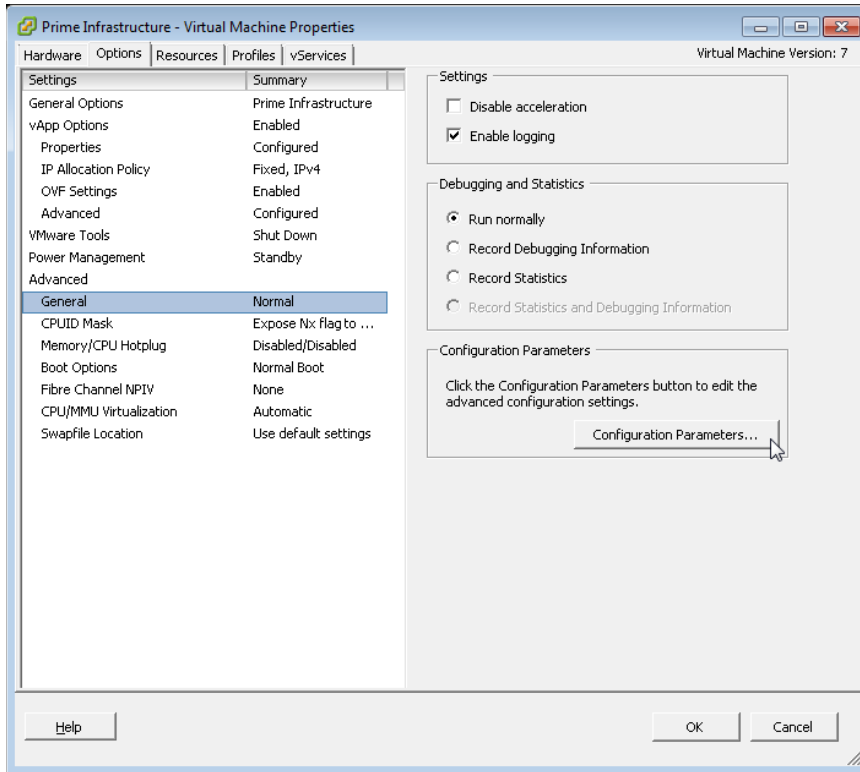 Prime Infrastructure - Virtual Machine Properties
Hardware Options Resources Profiles vServices Virtual Machine Version: 7
Settings Summary
General Options Prime Infrastructure
vApp Options Enabled
Properties Configured
IP Allocation Policy Fixed, IPv4
OVF Settings Enabled
Advanced Configured
VMware Tools Shut Down
Power Management Standby
Advanced
General Normal
CPUID Mask Expose Nx flag to ...
Memory/CPU Hotplug Disabled/Disabled
Boot Options Normal Boot
Fibre Channel NPIV None
CPU/MMU Virtualization Automatic
Swapfile Location Use default settings
Settings
Disable acceleration
Enable logging
Debugging and Statistics
Run normally
Record Debugging Information
Record Statistics
Record Statistics and Debugging Information
Configuration Parameters
Click the Configuration Parameters button to edit the
advanced configuration settings.
Configuration Parameters...
Help OK Cancel